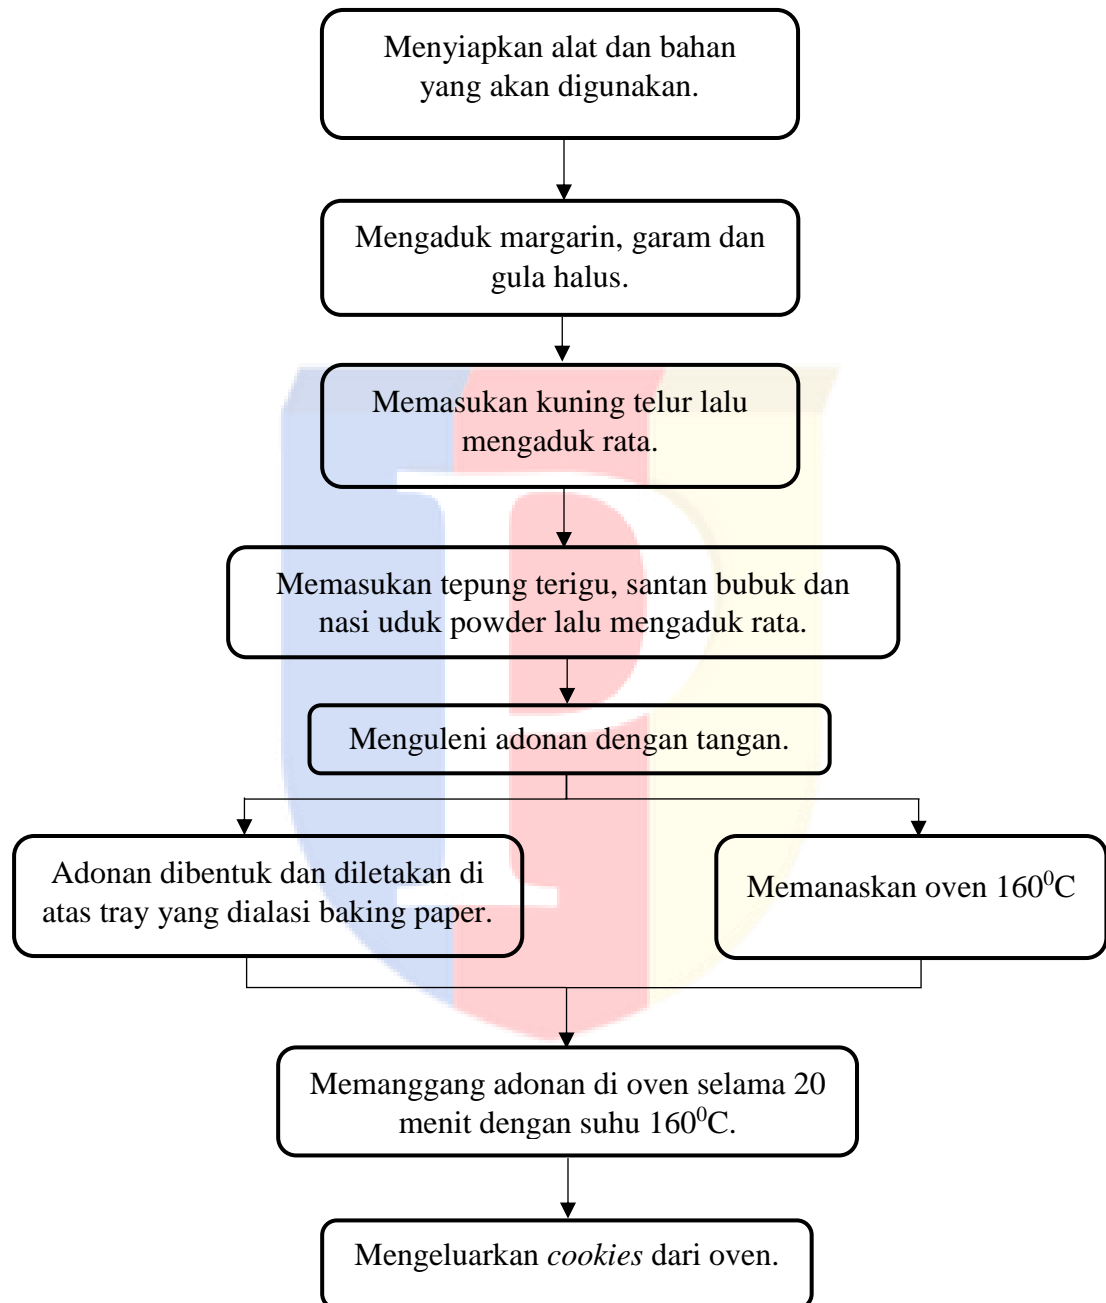 Menyiapkan alat dan bahan
yang akan digunakan.
Mengaduk margarin, garam dan
gula halus.
Memasukan kuning telur lalu
mengaduk rata.
Memasukan tepung terigu, santan bubuk dan
nasi uduk powder lalu mengaduk rata.
Menguleni adonan dengan tangan.
Adonan dibentuk dan diletakan di
atas tray yang dialasi baking paper.
Memanaskan oven 160⁰C
Memanggang adonan di oven selama 20
menit dengan suhu 160⁰C.
Mengeluarkan cookies dari oven.